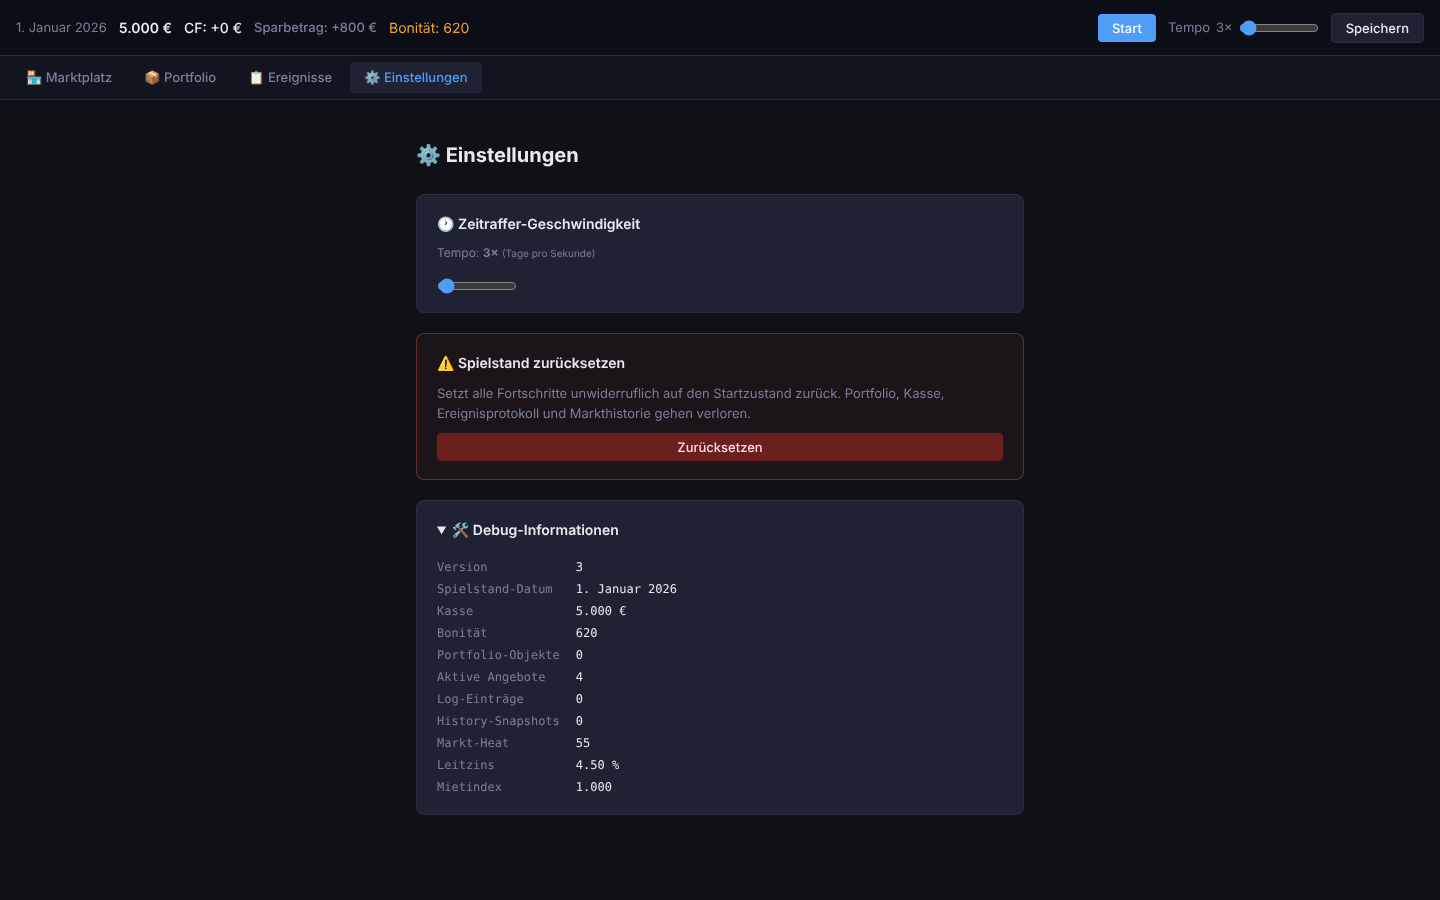 1. Januar 2026 5.000 € CF: +0 € Sparbetrag: +800 € Bonität: 620 Start Tempo 3× Speichern
🏪 Marktplatz 📦 Portfolio 📋 Ereignisse ⚙️ Einstellungen
⚙️ Einstellungen
🕐 Zeitraffer-Geschwindigkeit
Tempo: 3× (Tage pro Sekunde)
⚠️ Spielstand zurücksetzen
Setzt alle Fortschritte unwiderruflich auf den Startzustand zurück. Portfolio, Kasse,
Ereignisprotokoll und Markthistorie gehen verloren.
Zurücksetzen
▼ 🛠️ Debug-Informationen
Version 3
Spielstand-Datum 1. Januar 2026
Kasse 5.000 €
Bonität 620
Portfolio-Objekte 0
Aktive Angebote 4
Log-Einträge 0
History-Snapshots 0
Markt-Heat 55
Leitzins 4.50 %
Mietindex 1.000